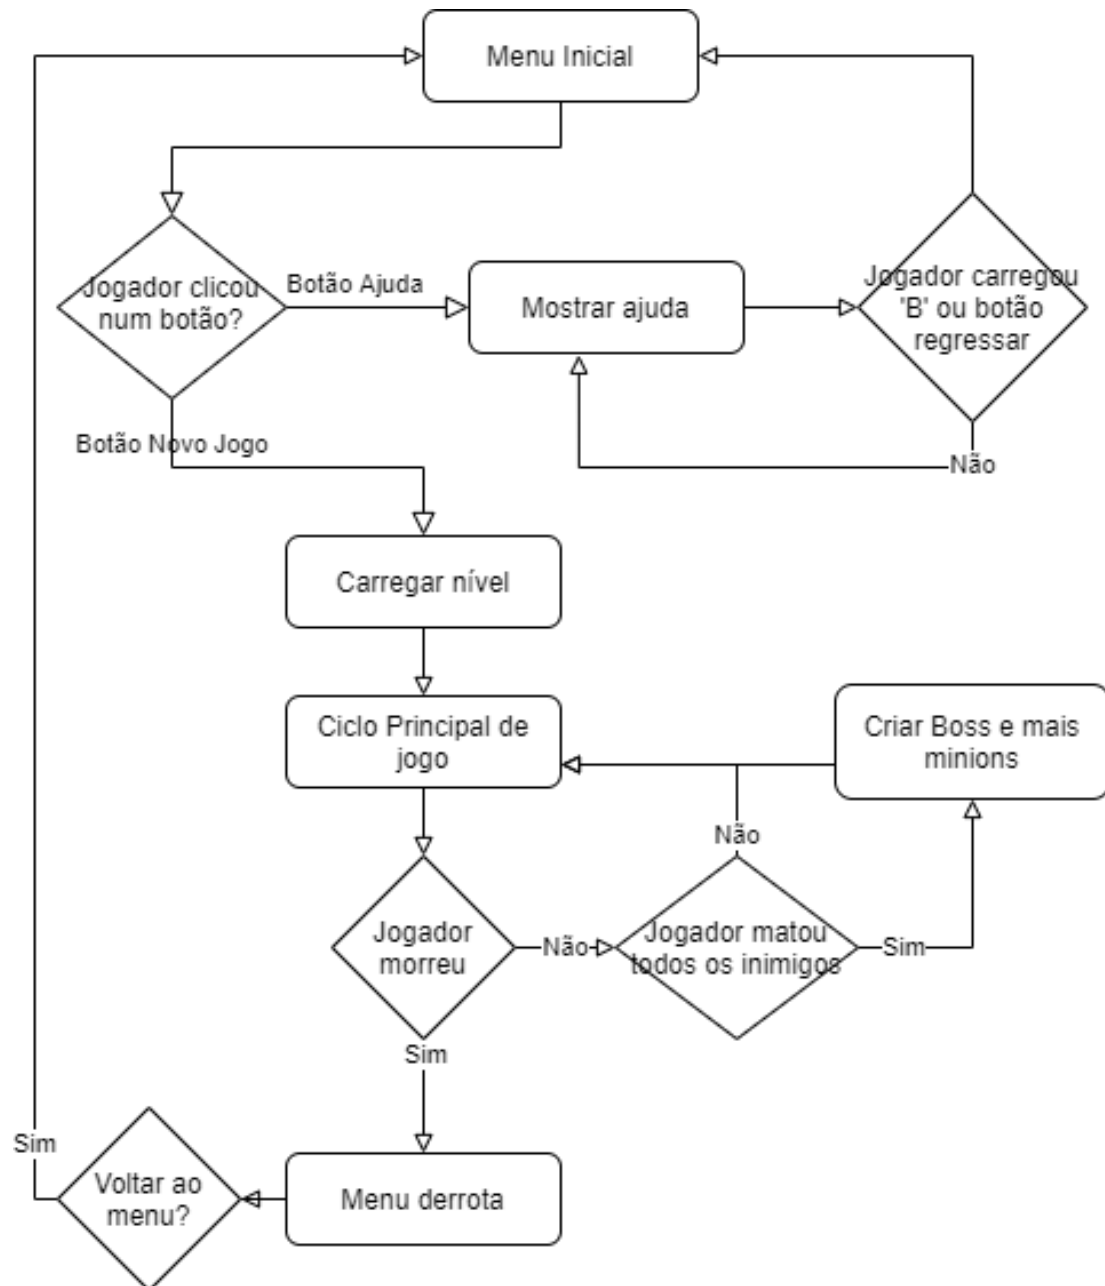 Menu Inicial
Jogador clicou
num botão?
Botão Ajuda
Mostrar ajuda
Jogador carregou
'B' ou botão
regressar
Botão Novo Jogo
Não
Carregar nível
Ciclo Principal de
jogo
Criar Boss e mais
minions
Não
Jogador
morreu
Não
Jogador matou
todos os inimigos
Sim
Sim
Sim
Voltar ao
menu?
Menu derrota